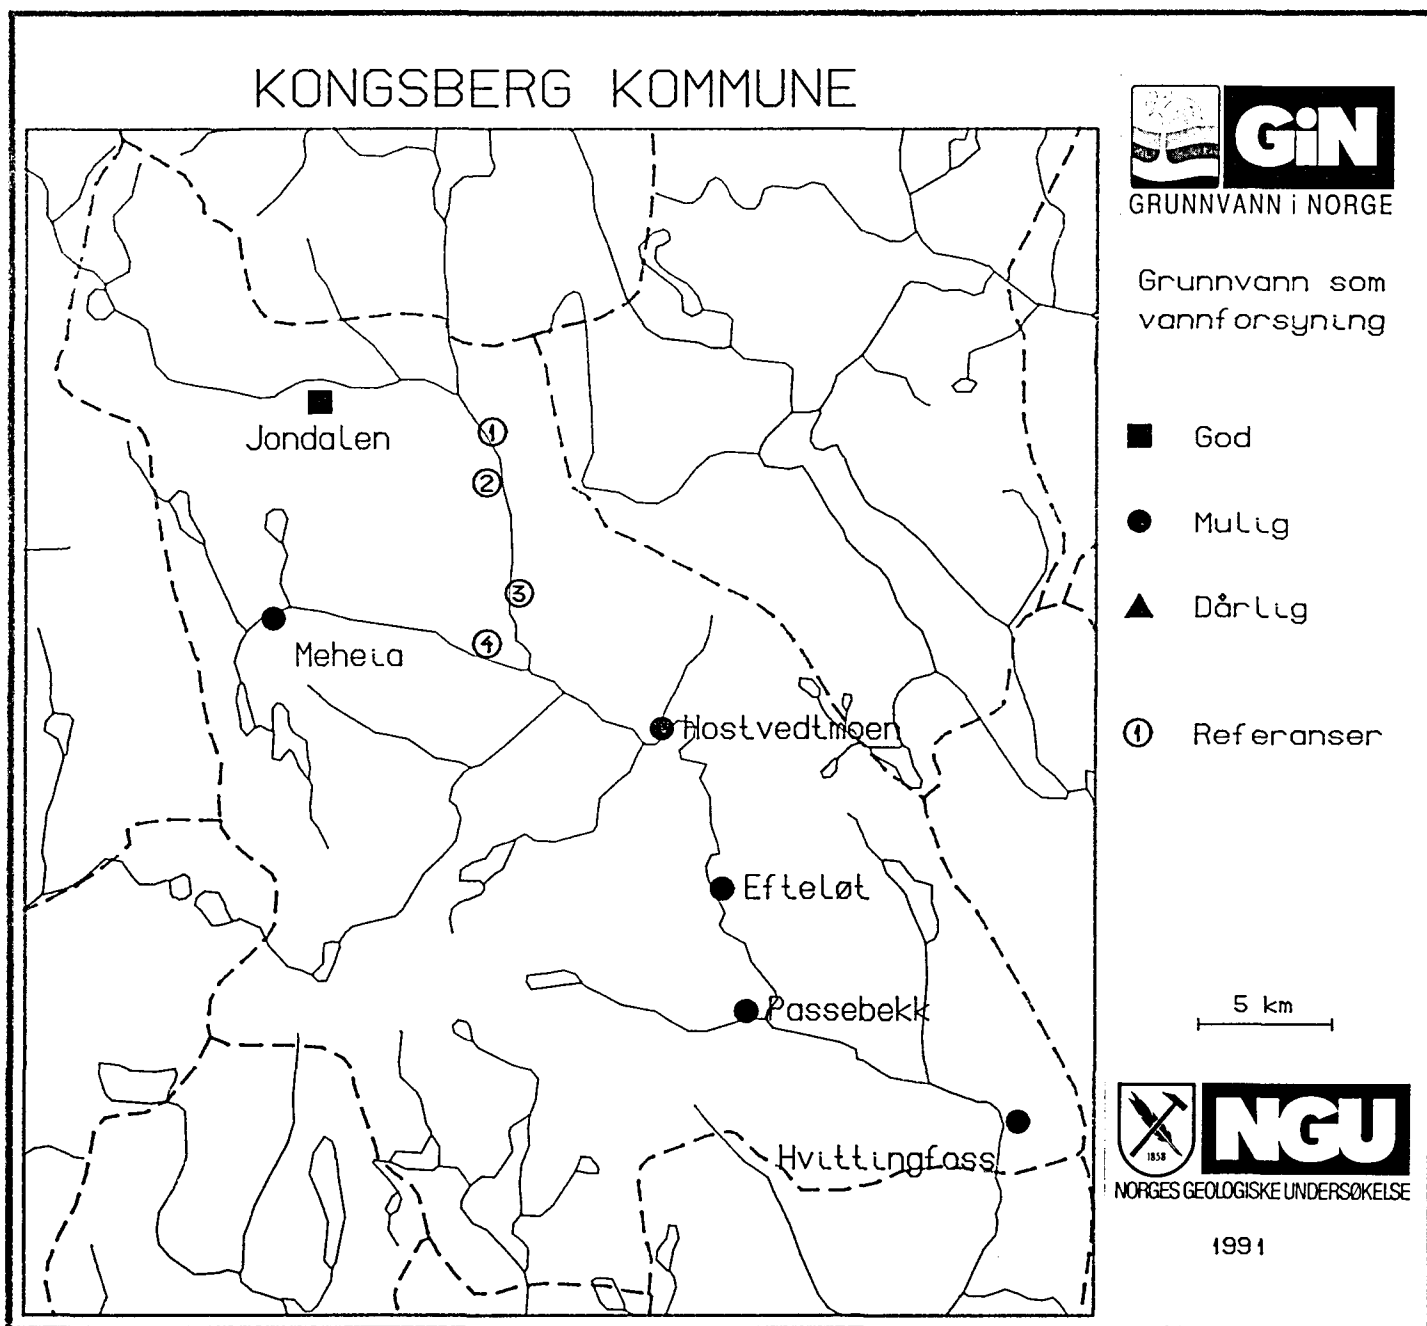 KONGSBERG KOMMUNE
GiN
GRUNNVANN i NORGE
Grunnvann som
vannforsyning
God
Mulig
Dårlig
1 Referanser
Jondalen
1
2
3
4
Meheia
Hostvedtmoen
Efteløt
Passebekk
Hvittingfoss
5 km
1858
NGU
NORGES GEOLOGISKE UNDERSØKELSE
1991